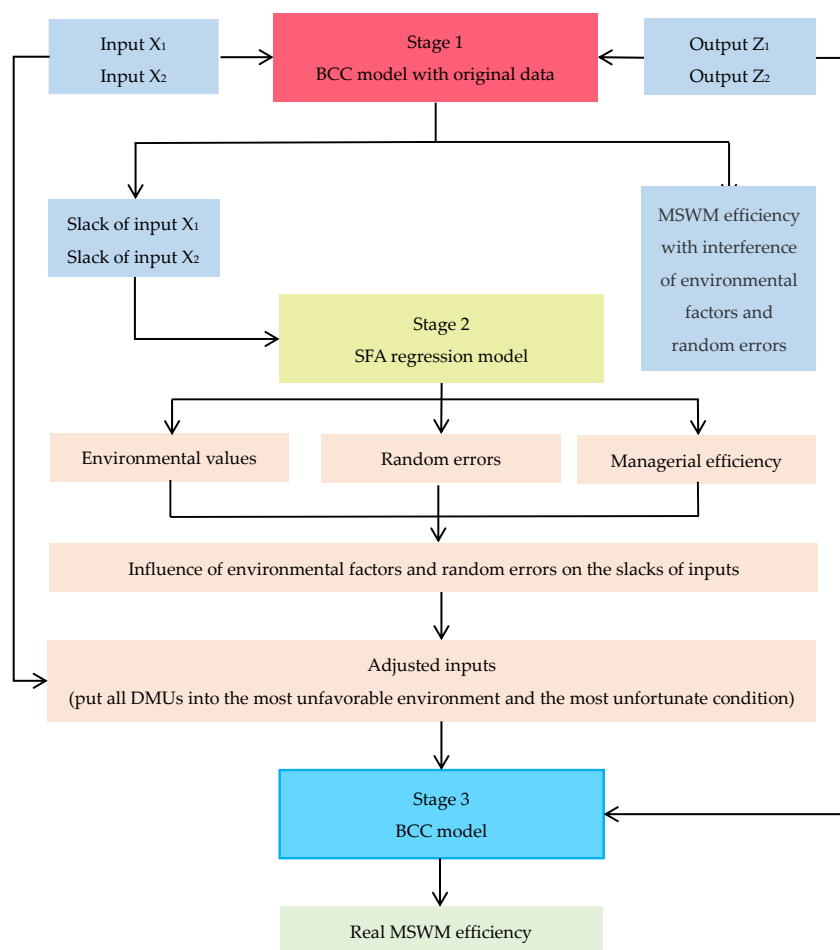 Input X₁
Input X₂
Stage 1
BCC model with original data
Output Z₁
Output Z₂
Slack of input X₁
Slack of input X₂
MSWM efficiency
with interference
of environmental
factors and
random errors
Stage 2
SFA regression model
Environmental values
Random errors
Managerial efficiency
Influence of environmental factors and random errors on the slacks of inputs
Adjusted inputs
(put all DMUs into the most unfavorable environment and the most unfortunate condition)
Stage 3
BCC model
Real MSWM efficiency